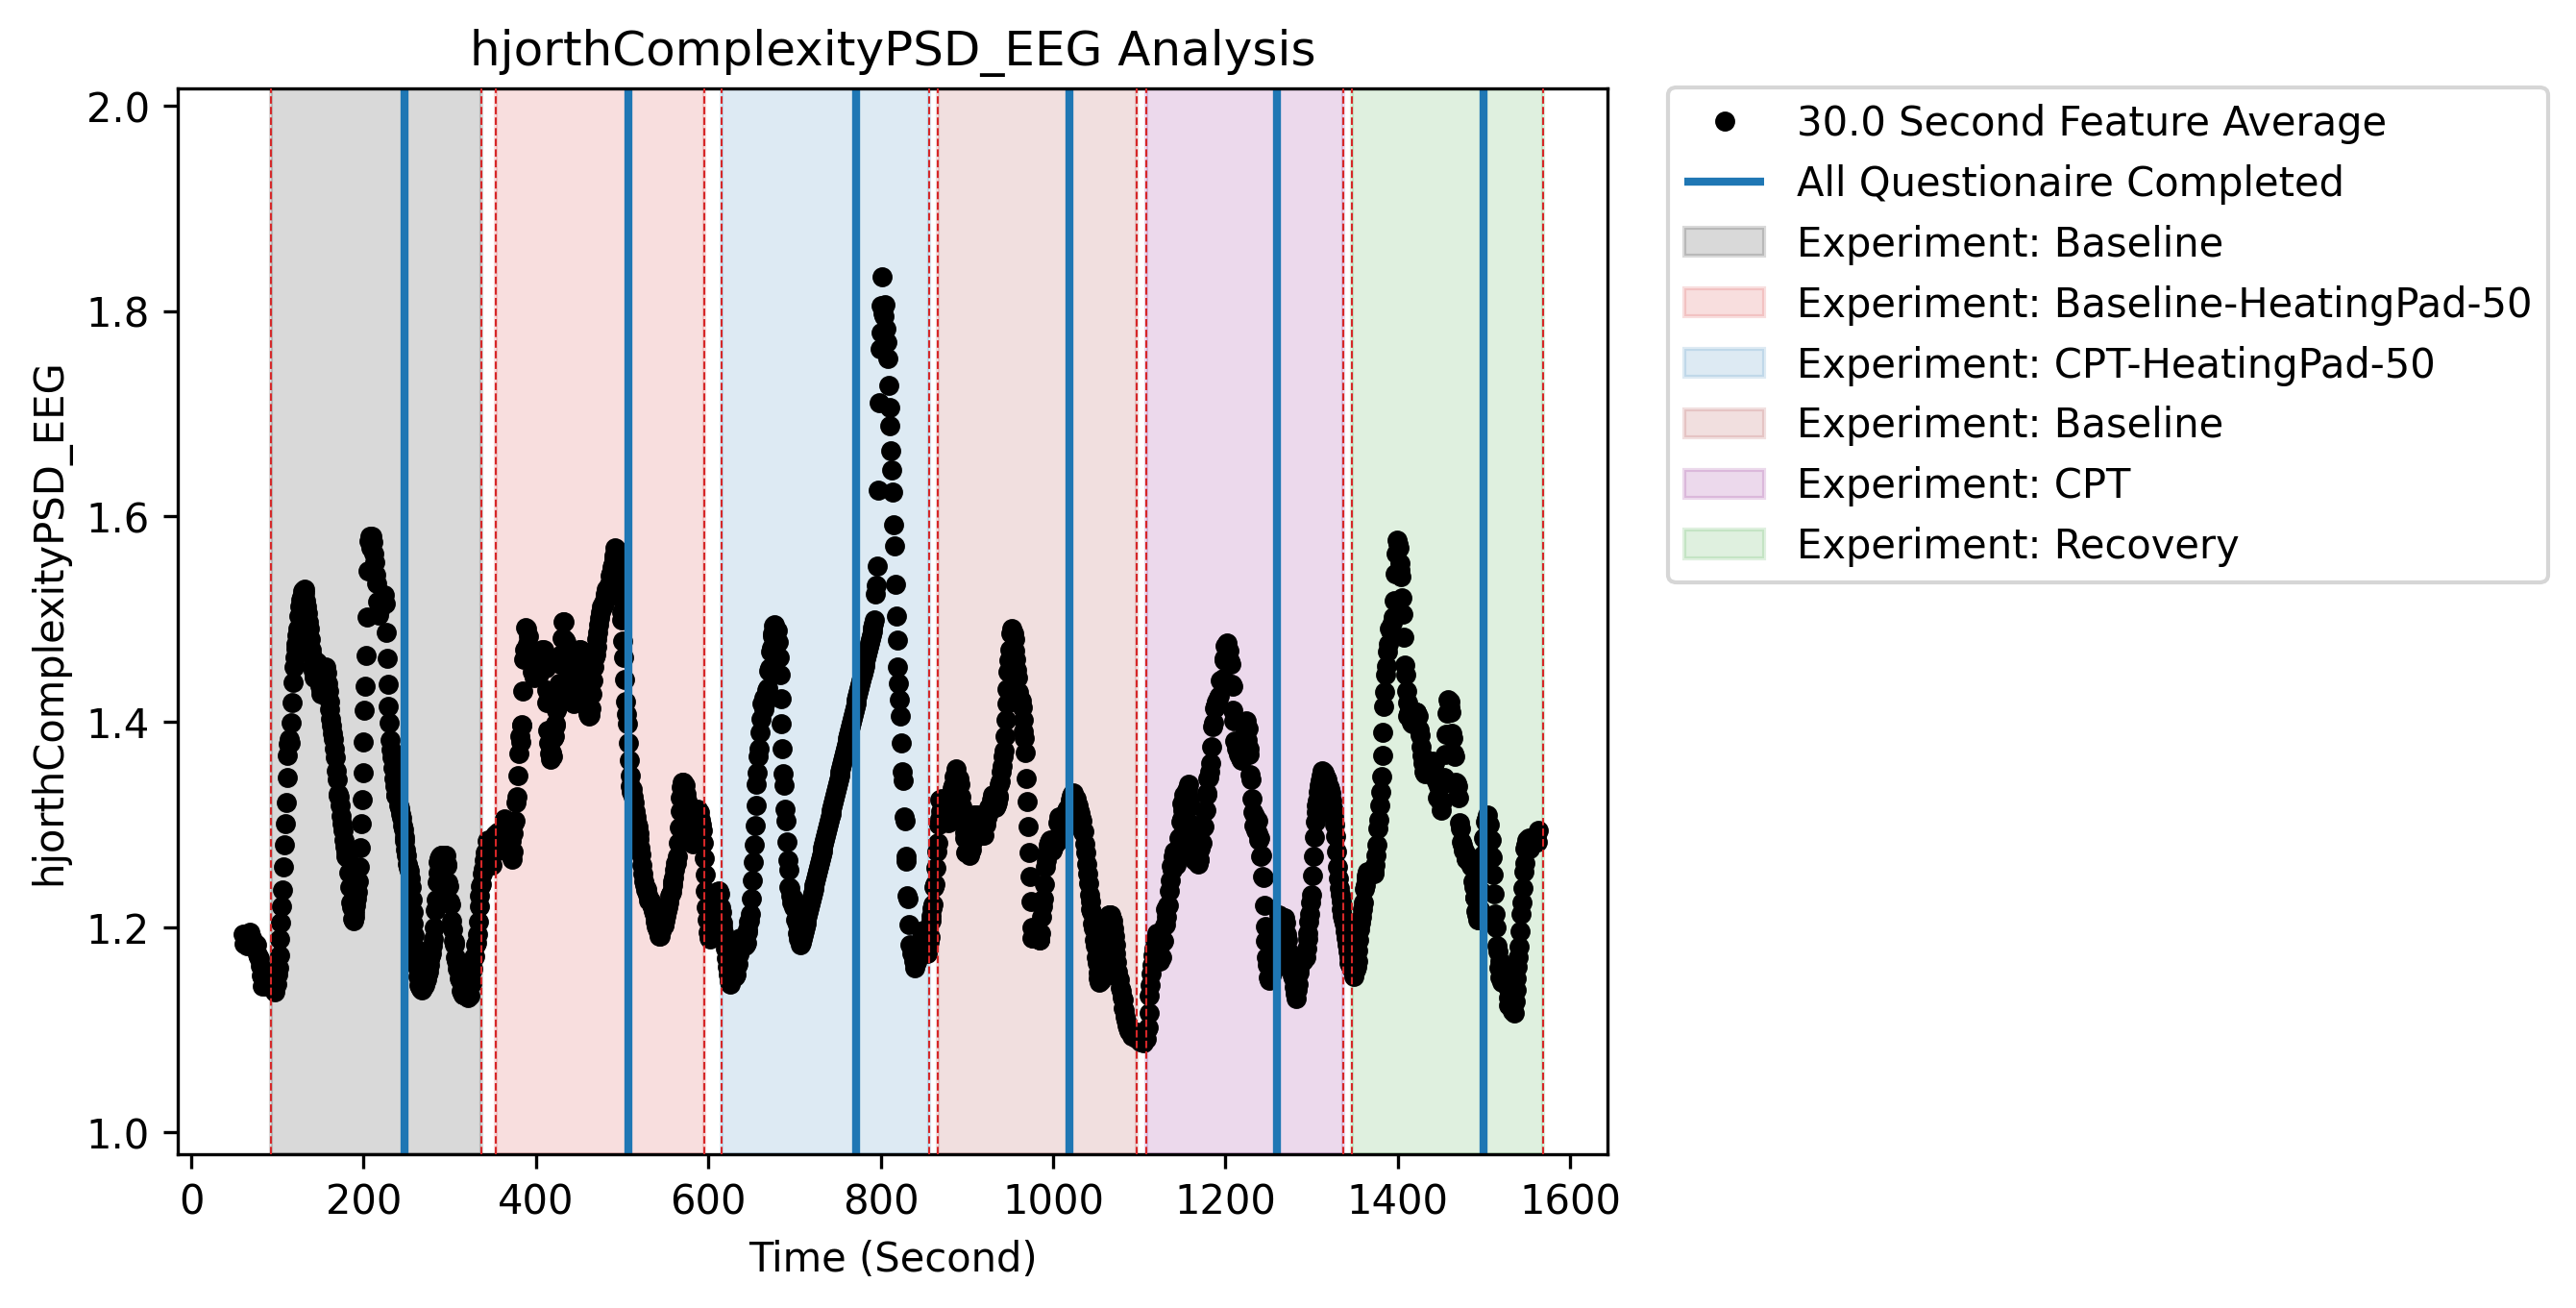 hjorthComplexityPSD_EEG Analysis
hjorthComplexityPSD_EEG
2.0
1.8
1.6
1.4
1.2
1.0
0 200 400 600 800 1000 1200 1400 1600
Time (Second)
30.0 Second Feature Average
All Questionaire Completed
Experiment: Baseline
Experiment: Baseline-HeatingPad-50
Experiment: CPT-HeatingPad-50
Experiment: Baseline
Experiment: CPT
Experiment: Recovery